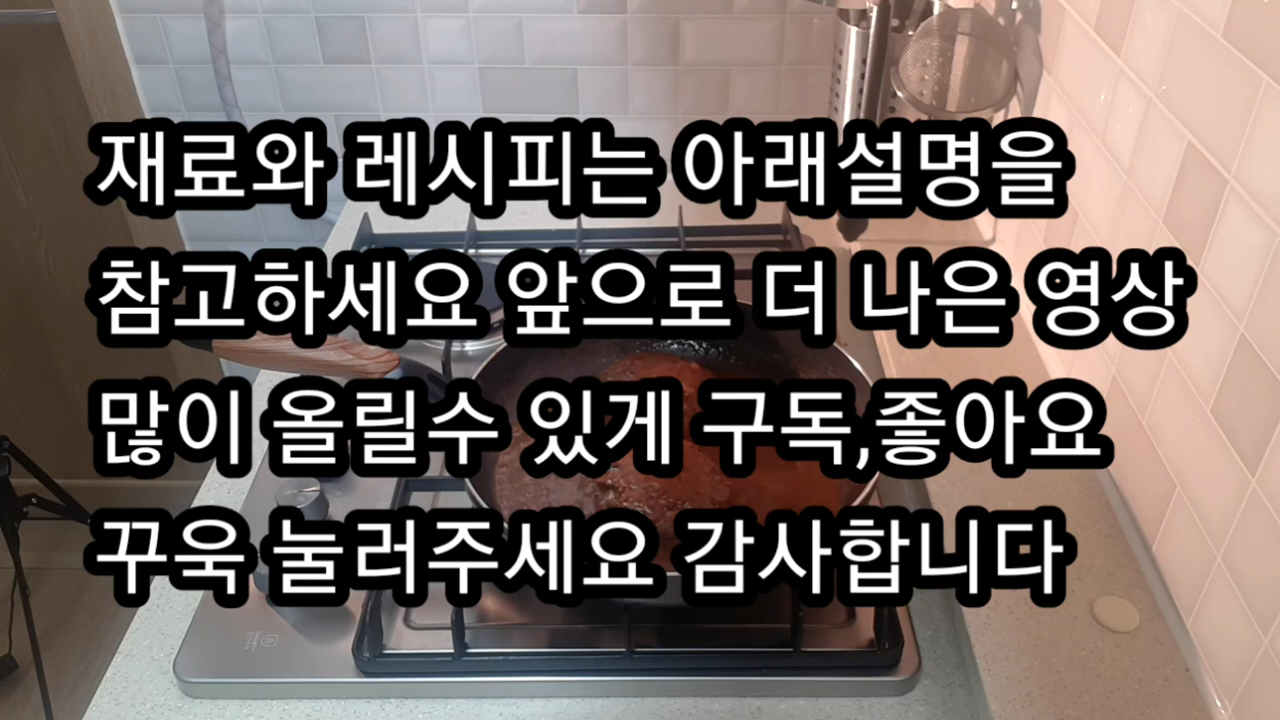 재료와 레시피는 아래설명을
참고하세요 앞으로 더 나은 영상
많이 올릴수 있게 구독,좋아요
꾸욱 눌러주세요 감사합니다